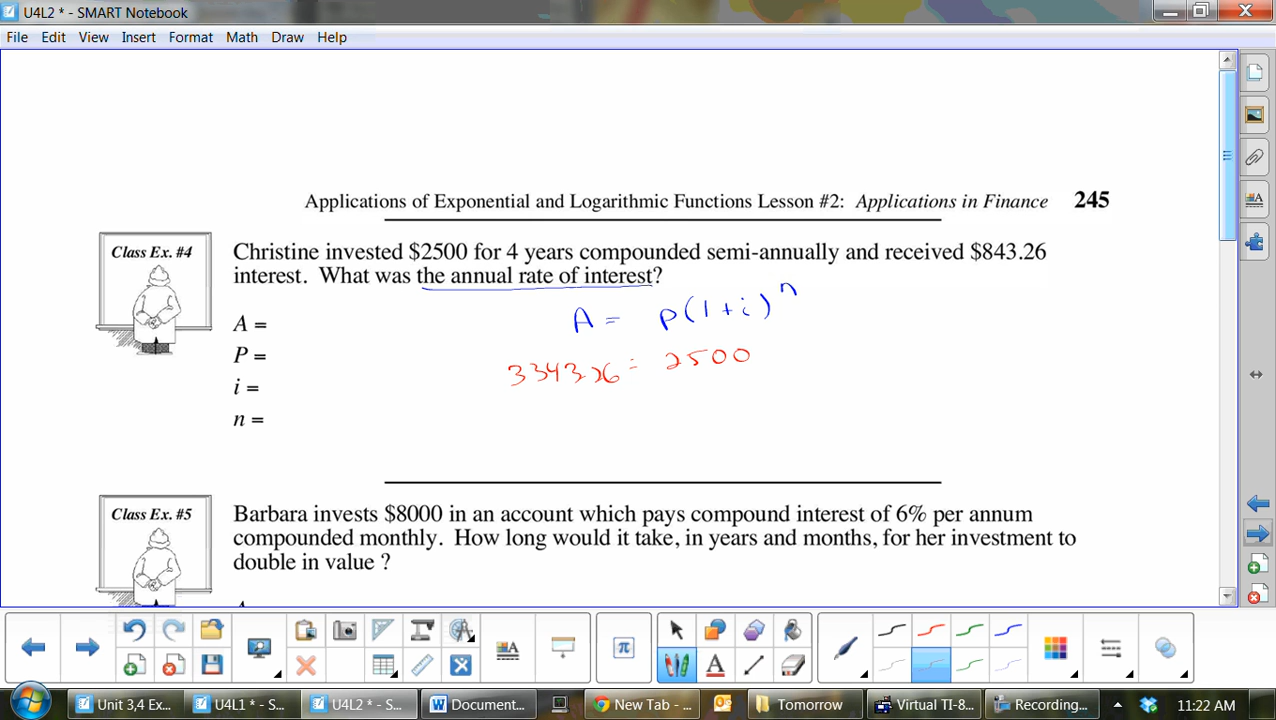 U4L2 * - SMART Notebook
File Edit View Insert Format Math Draw Help
Applications of Exponential and Logarithmic Functions Lesson #2: Applications in Finance 245
Class Ex. #4
Christine invested $2500 for 4 years compounded semi-annually and received $843.26
interest. What was the annual rate of interest?
A =
P =
i =
n =
A = P(1+i)^n
3343.26 = 2500
Class Ex. #5
Barbara invests $8000 in an account which pays compound interest of 6% per annum
compounded monthly. How long would it take, in years and months, for her investment to
double in value ?
π
A
Unit 3,4 Ex... U4L1 * - S... U4L2 * - S... Document... New Tab - ... Tomorrow Virtual TI-8... Recording... 11:22 AM